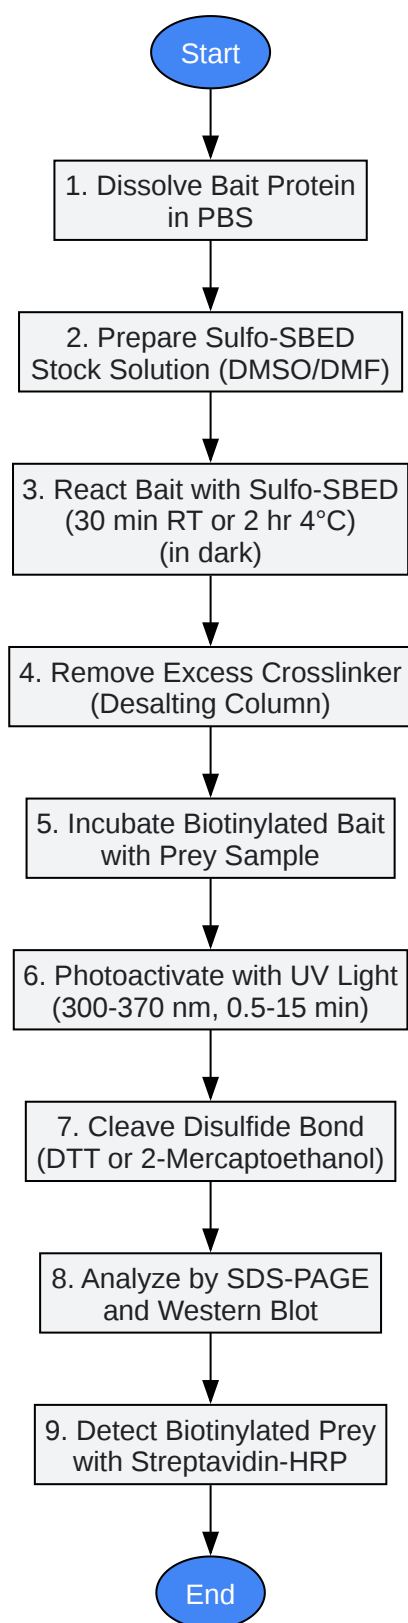 Start
1. Dissolve Bait Protein
in PBS
2. Prepare Sulfo-SBED
Stock Solution (DMSO/DMF)
3. React Bait with Sulfo-SBED
(30 min RT or 2 hr 4°C)
(in dark)
4. Remove Excess Crosslinker
(Desalting Column)
5. Incubate Biotinylated Bait
with Prey Sample
6. Photoactivate with UV Light
(300-370 nm, 0.5-15 min)
7. Cleave Disulfide Bond
(DTT or 2-Mercaptoethanol)
8. Analyze by SDS-PAGE
and Western Blot
9. Detect Biotinylated Prey
with Streptavidin-HRP
End